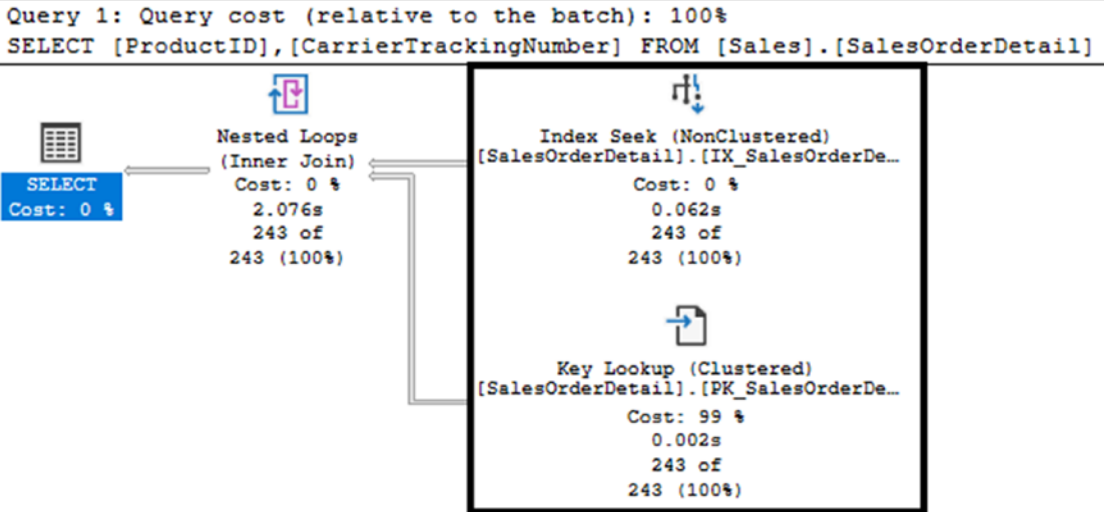 Query 1: Query cost (relative to the batch): 100%
SELECT [ProductID],[CarrierTrackingNumber] FROM [Sales].[SalesOrderDetail]
SELECT
Cost: 0 %
Nested Loops
(Inner Join)
Cost: 0 %
2.076s
243 of
243 (100%)
Index Seek (NonClustered)
[SalesOrderDetail].[IX_SalesOrderDe…
Cost: 0 %
0.062s
243 of
243 (100%)
Key Lookup (Clustered)
[SalesOrderDetail].[PK_SalesOrderDe…
Cost: 99 %
0.002s
243 of
243 (100%)